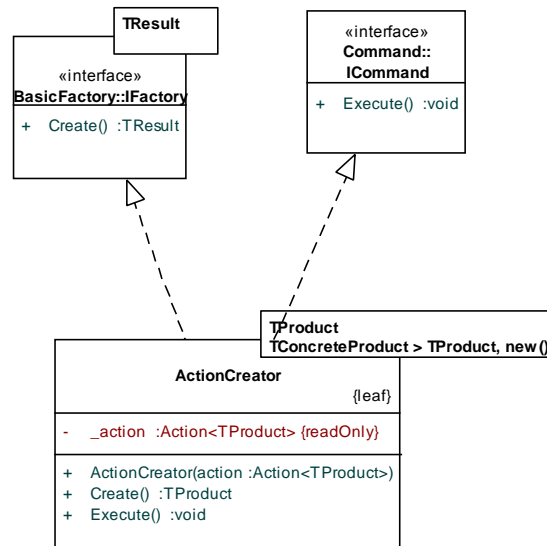 TResult
«interface»
BasicFactory::IFactory
+ Create() :TResult
«interface»
Command::
ICommand
+ Execute() :void
TProduct
TConcreteProduct > TProduct, new()
ActionCreator
{leaf}
- _action :Action<TProduct> {readOnly}
+ ActionCreator(action :Action<TProduct>)
+ Create() :TProduct
+ Execute() :void